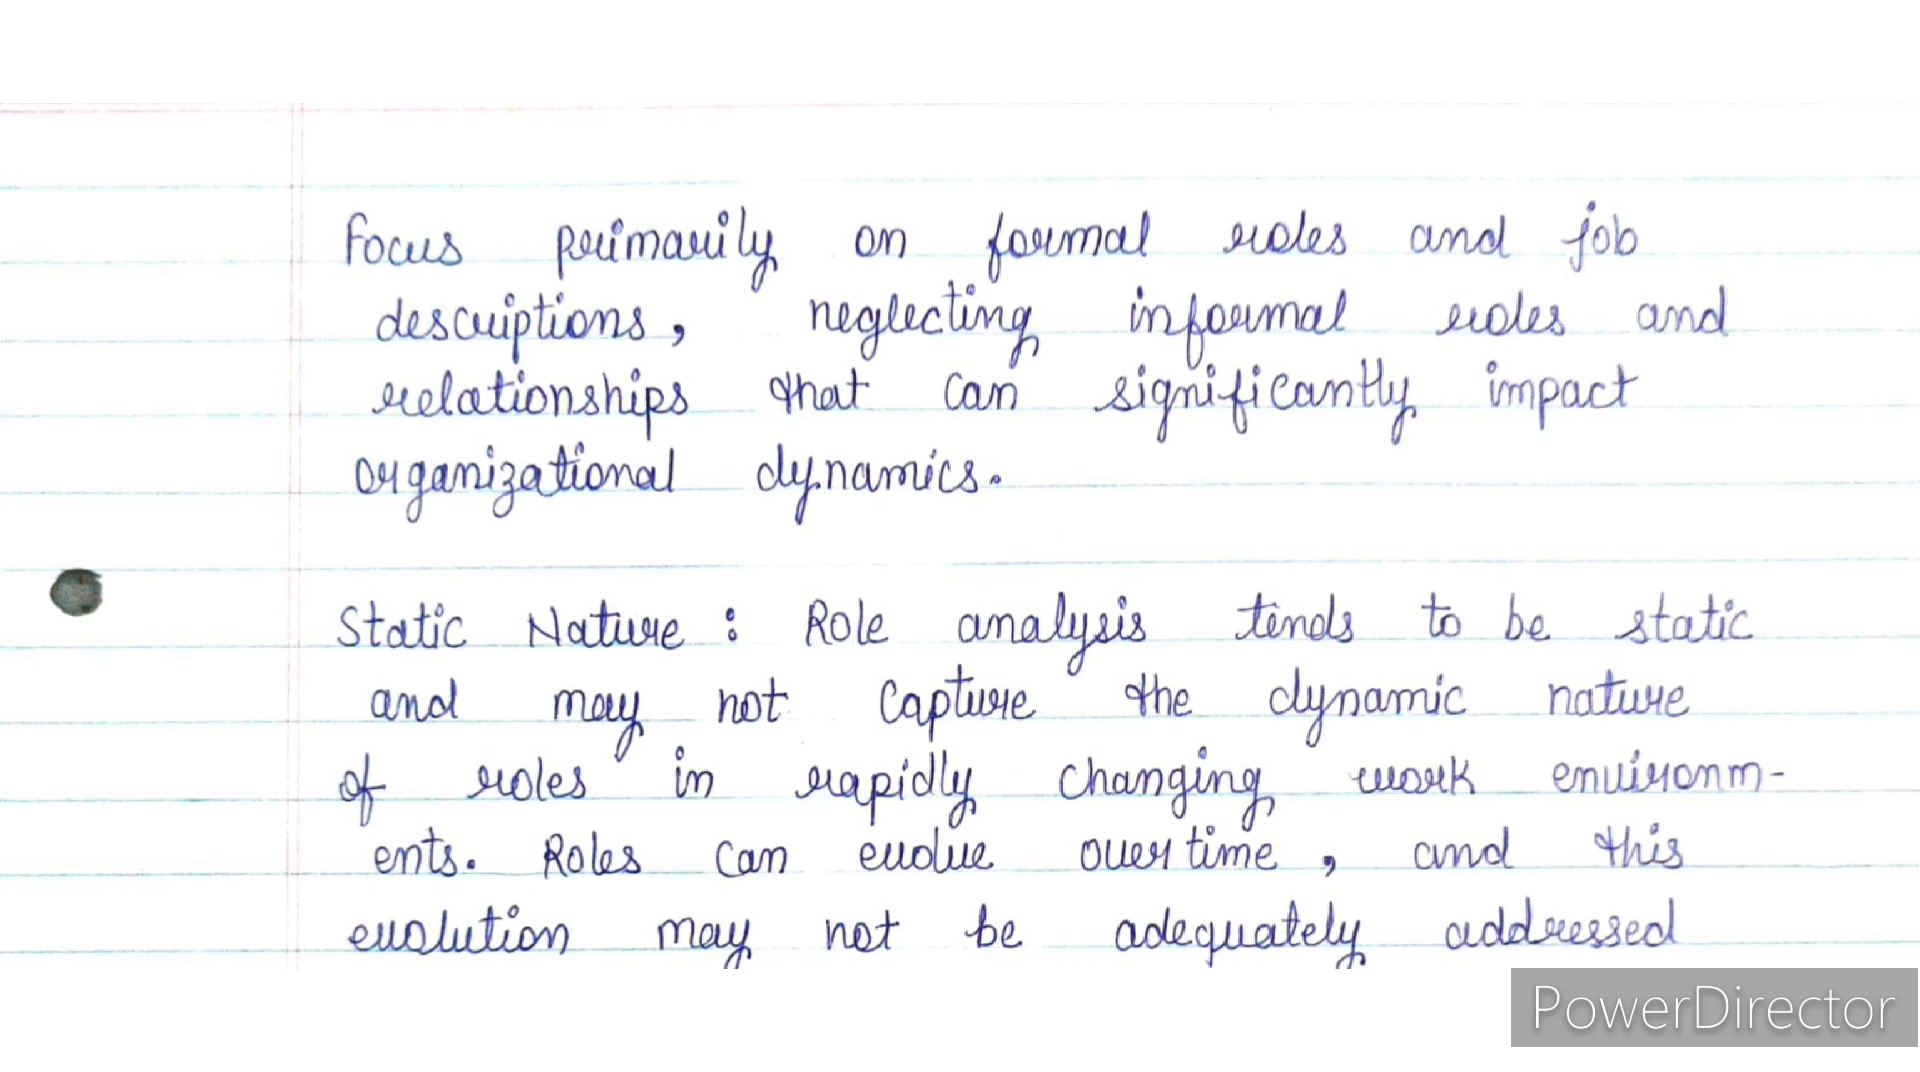 Focus primarily on formal roles and job
descriptions, neglecting informal roles and
relationships that can significantly impact
organizational dynamics.
Static Nature : Role analysis tends to be static
and may not capture the dynamic nature
of roles in rapidly changing work environm-
ents. Roles can evolve over time, and this
evolution may not be adequately addressed
PowerDirector